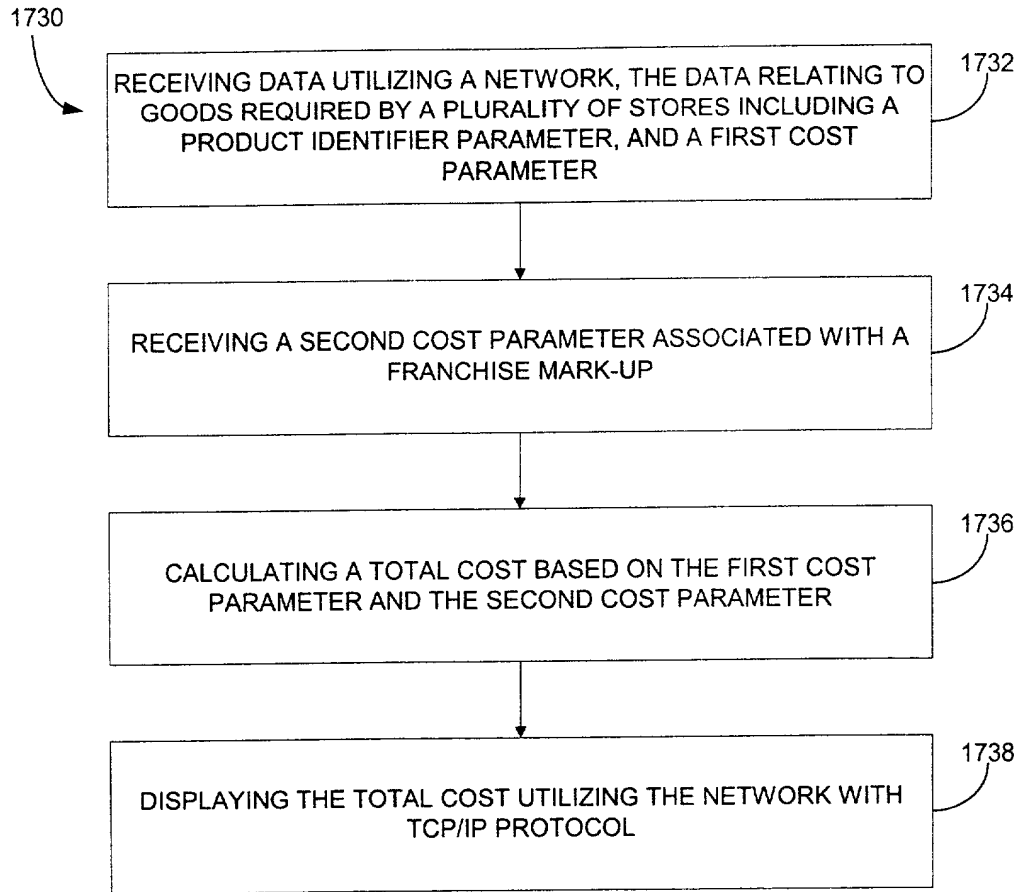 1730
RECEIVING DATA UTILIZING A NETWORK, THE DATA RELATING TO
GOODS REQUIRED BY A PLURALITY OF STORES INCLUDING A
PRODUCT IDENTIFIER PARAMETER, AND A FIRST COST
PARAMETER
1732
RECEIVING A SECOND COST PARAMETER ASSOCIATED WITH A
FRANCHISE MARK-UP
1734
CALCULATING A TOTAL COST BASED ON THE FIRST COST
PARAMETER AND THE SECOND COST PARAMETER
1736
DISPLAYING THE TOTAL COST UTILIZING THE NETWORK WITH
TCP/IP PROTOCOL
1738